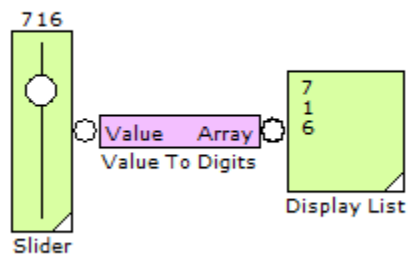 716
Slider
Value Array
Value To Digits
7
1
6
Display List